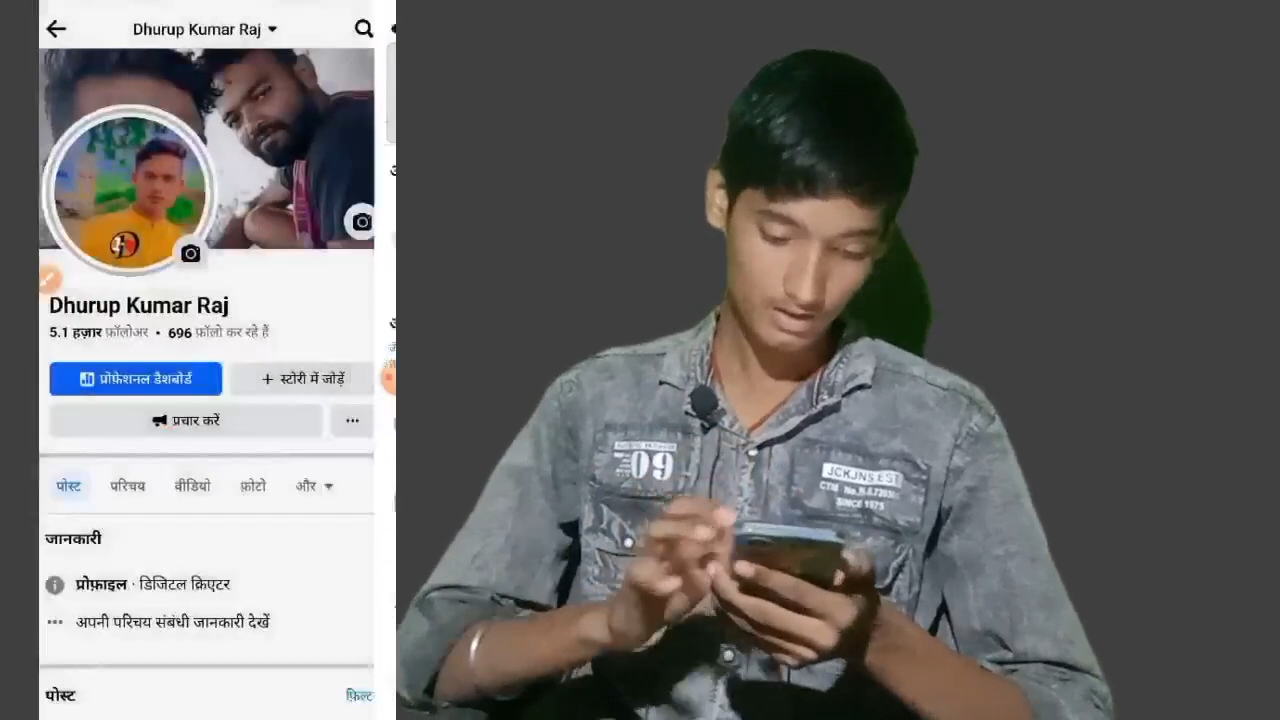 Dhurup Kumar Raj
Dhurup Kumar Raj
5.1 हज़ार फ़ॉलोअर • 696 फ़ॉलो कर रहे हैं
प्रोफ़ेशनल डैशबोर्ड
+ स्टोरी में जोड़ें
प्रचार करें
पोस्ट परिचय वीडियो फ़ोटो और
जानकारी
प्रोफ़ाइल · डिजिटल क्रिएटर
अपनी परिचय संबंधी जानकारी देखें
पोस्ट
09
JCKJNS EST
SINCE 1975